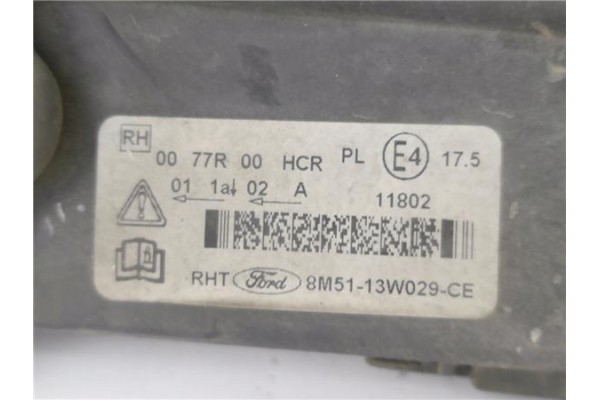 RH
00 77R 00 HCR PL E4 17.5
01 1a 02 A 11802
RHT Ford 8M51-13W029-CE